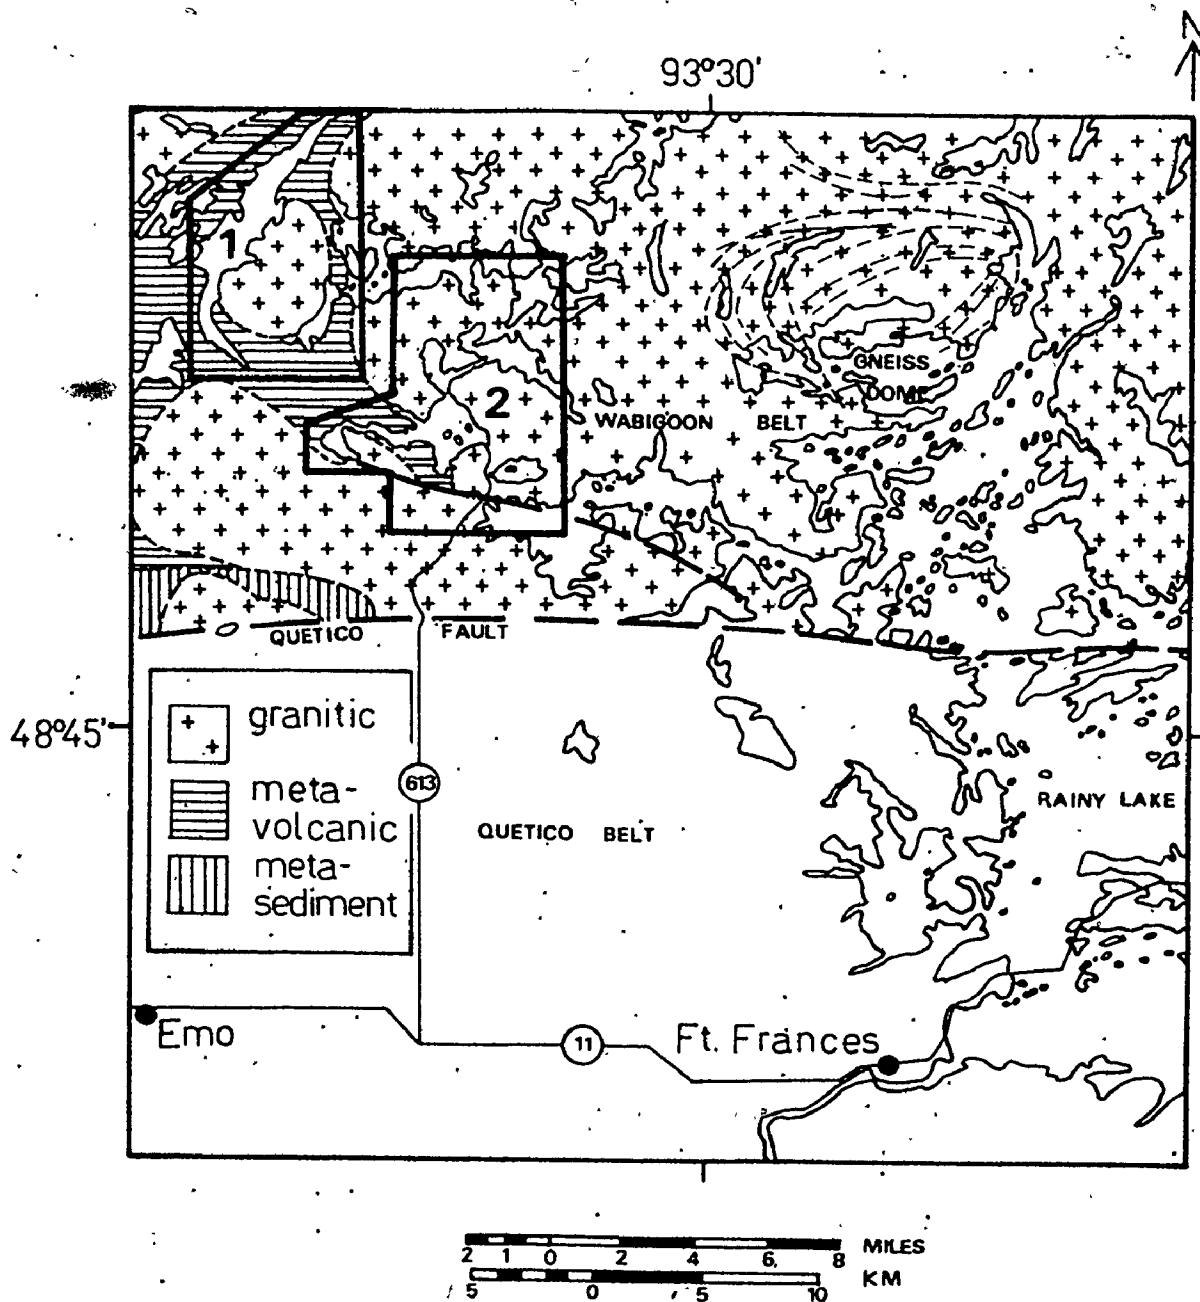 N
93°30'
1
2
GNEISS
DOME
WABIGOON BELT
QUETICO FAULT
granitic
48°45'
613
meta-
volcanic
RAINY LAKE
QUETICO BELT
meta-
sediment
Emo
11
Ft. Frances
2 1 0 2 4 6 8 MILES
5 0 5 10 KM